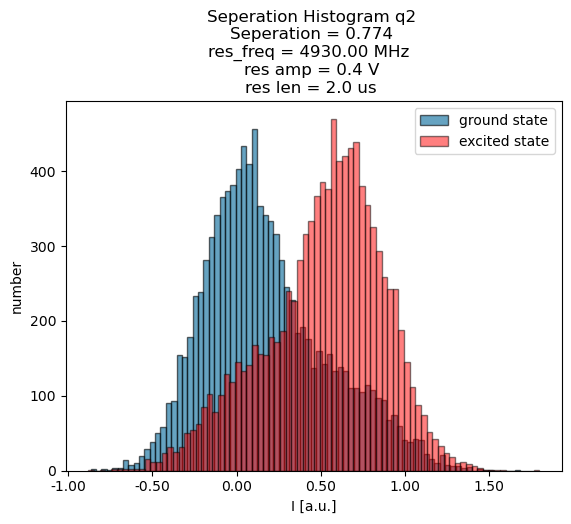 Seperation Histogram q2
Seperation = 0.774
res_freq = 4930.00 MHz
res amp = 0.4 V
res len = 2.0 us
ground state
excited state
400
300
200
100
0
number
-1.00 -0.50 0.00 0.50 1.00 1.50
I [a.u.]